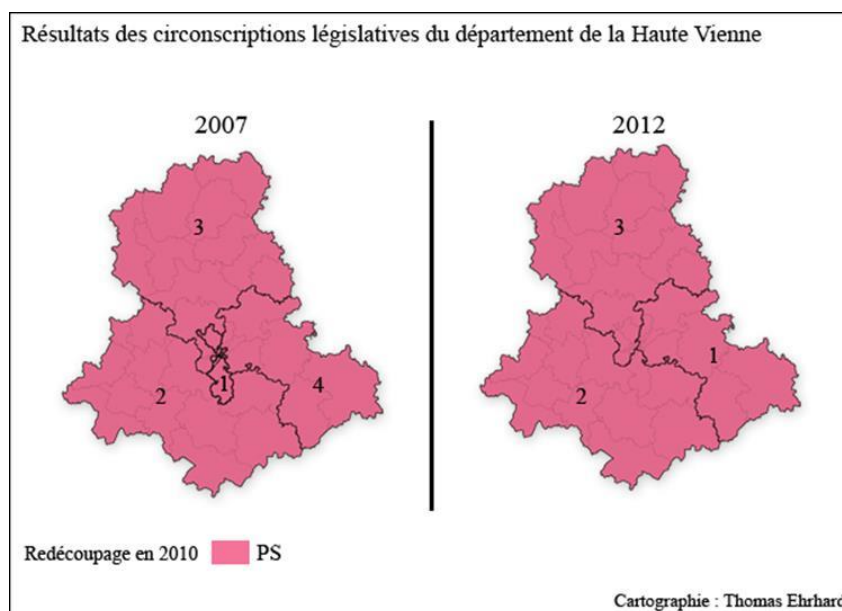 Résultats des circonscriptions législatives du département de la Haute Vienne
2007
2012
3
3
2
1
4
2
1
Redécoupage en 2010
PS
Cartographie : Thomas Ehrhard